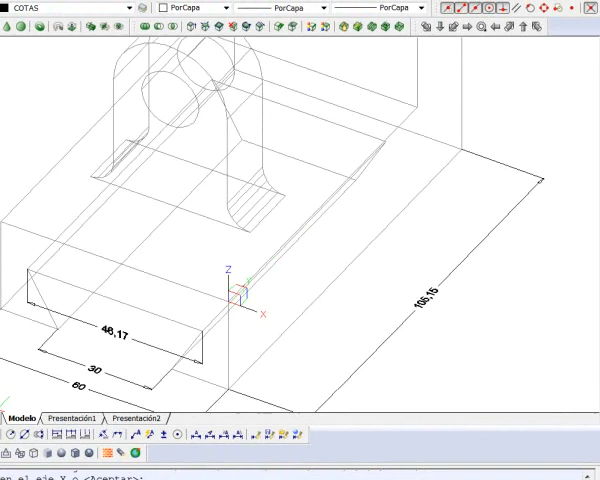 COTAS PorCapa PorCapa PorCapa
Z
X
105,15
48,17
30
60
Modelo Presentación1 Presentación2
en el eje X o <Aceptar>: